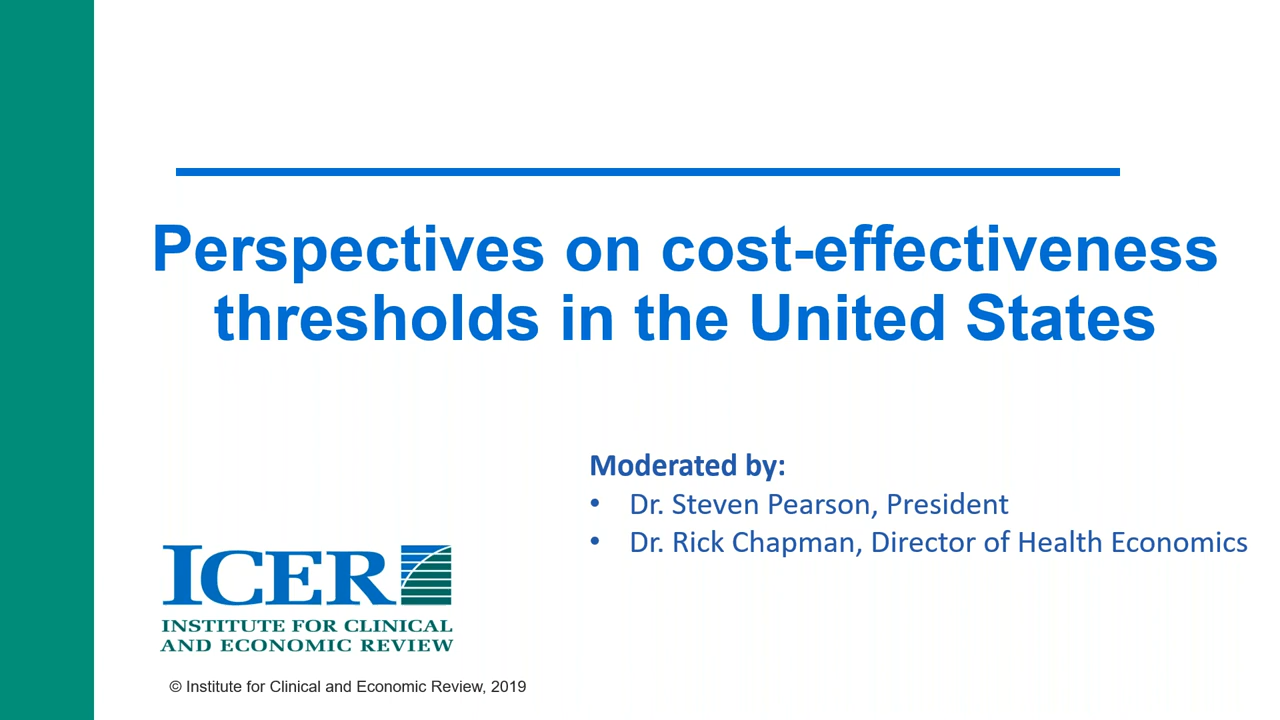 Perspectives on cost-effectiveness
thresholds in the United States
Moderated by:
• Dr. Steven Pearson, President
• Dr. Rick Chapman, Director of Health Economics
ICER
INSTITUTE FOR CLINICAL
AND ECONOMIC REVIEW
© Institute for Clinical and Economic Review, 2019